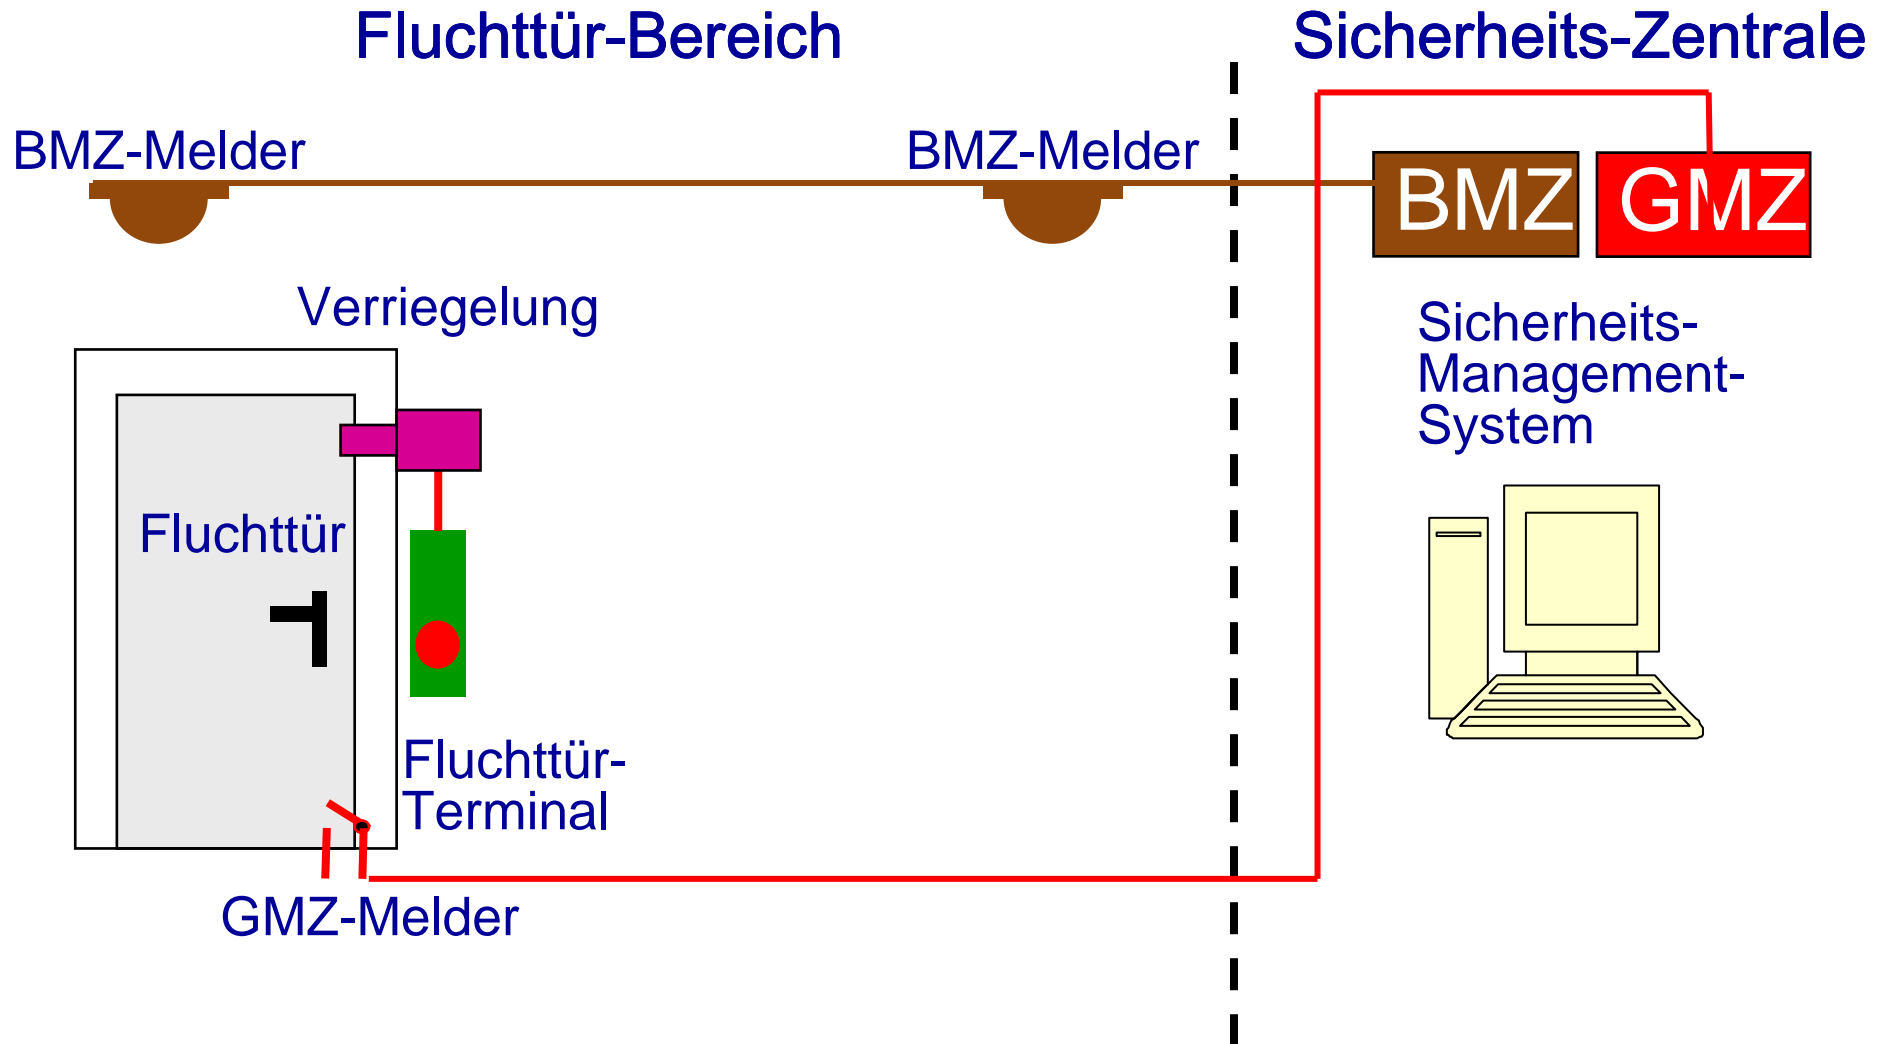 Fluchttür-Bereich
Sicherheits-Zentrale
BMZ-Melder
BMZ-Melder
BMZ
GMZ
Verriegelung
Sicherheits-
Management-
System
Fluchttür
Fluchttür-
Terminal
GMZ-Melder